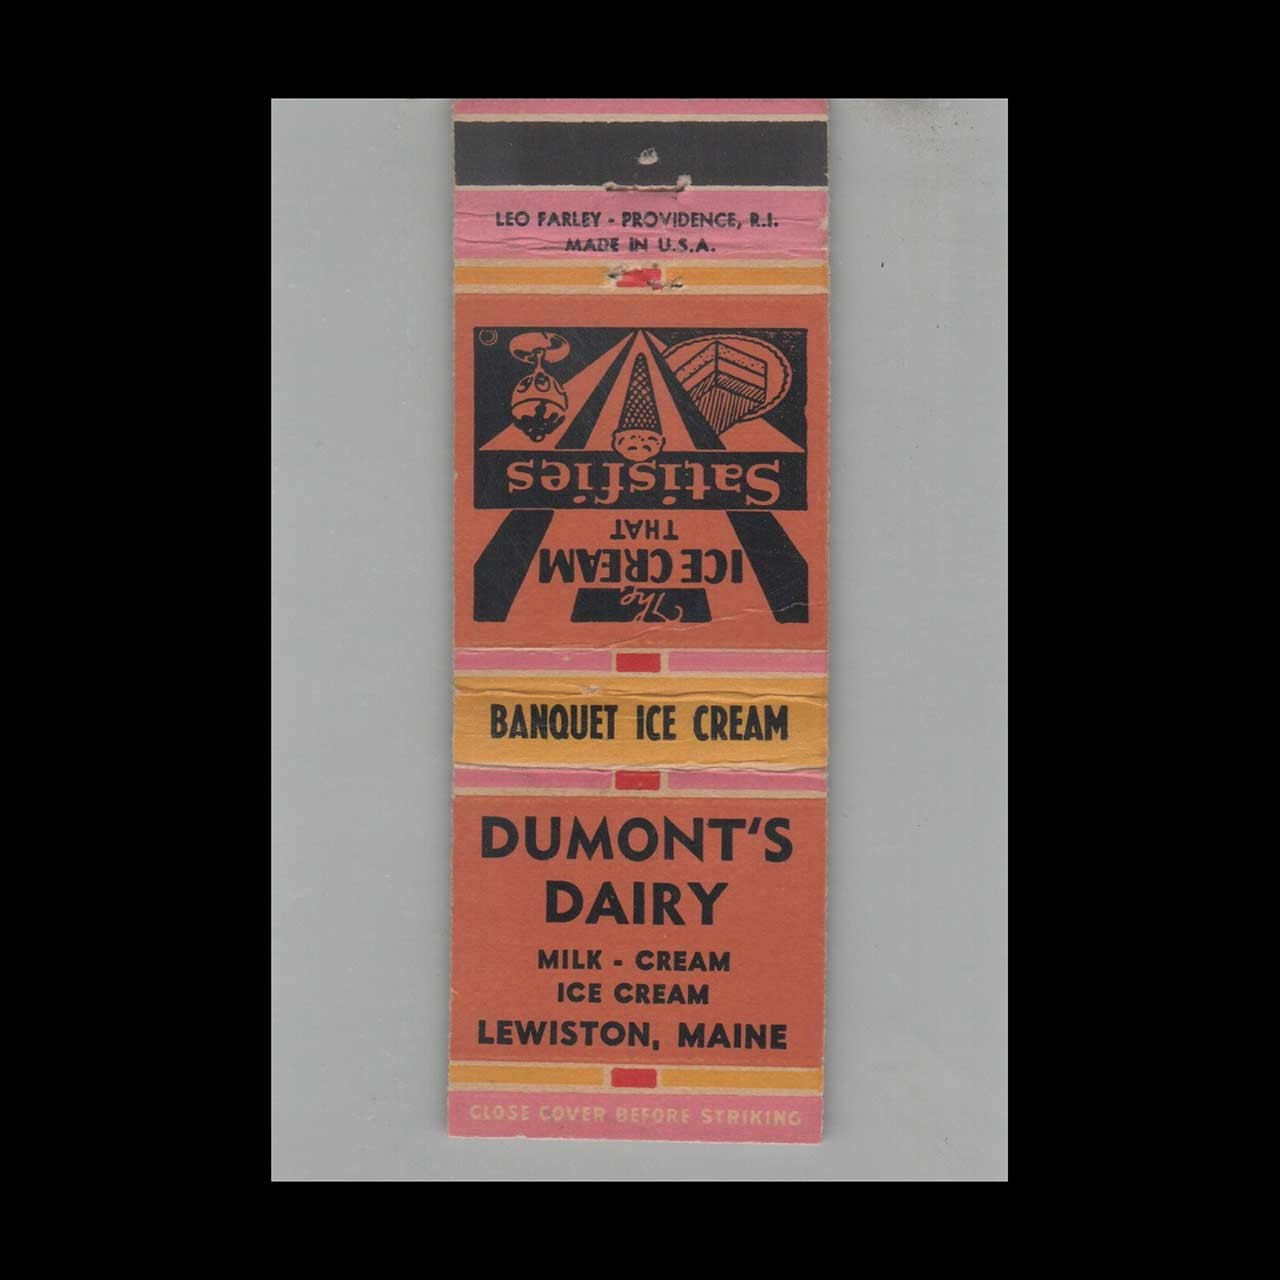 LEO FARLEY - PROVIDENCE, R.I.
MADE IN U.S.A.
The
ICE CREAM
THAT
Satisfies
BANQUET ICE CREAM
DUMONT'S
DAIRY
MILK - CREAM
ICE CREAM
LEWISTON, MAINE
CLOSE COVER BEFORE STRIKING